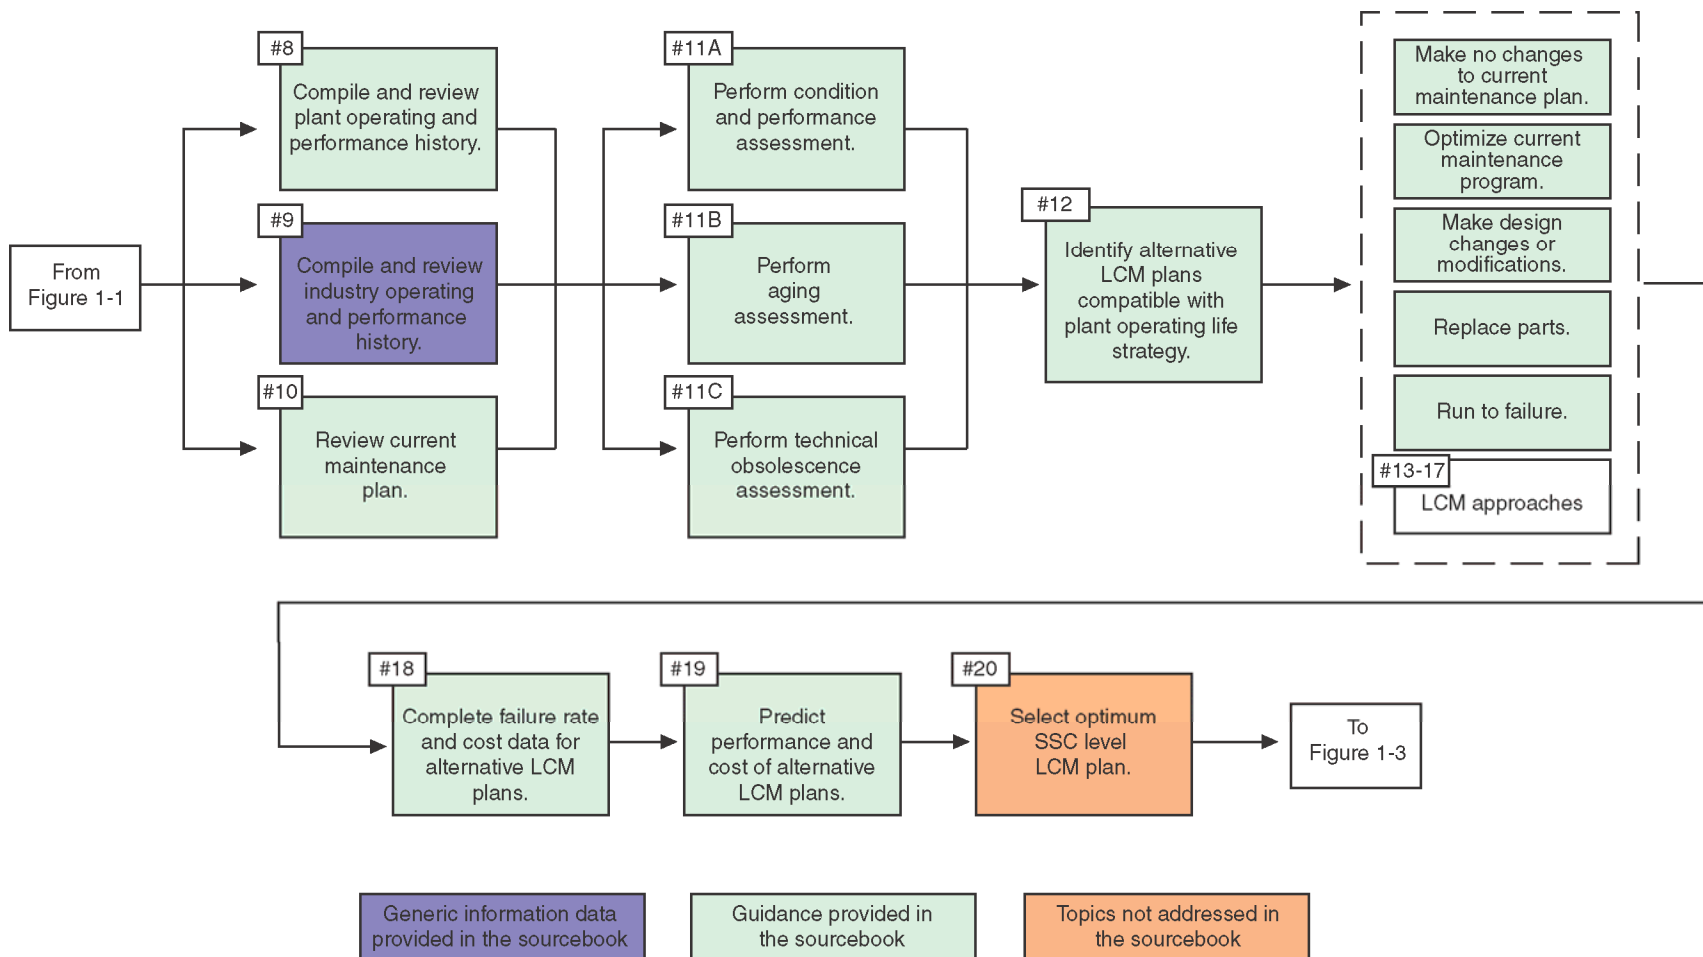 From
Figure 1-1
#8
Compile and review
plant operating and
performance history.
#9
Compile and review
industry operating
and performance
history.
#10
Review current
maintenance
plan.
#11A
Perform condition
and performance
assessment.
#11B
Perform
aging
assessment.
#11C
Perform technical
obsolescence
assessment.
#12
Identify alternative
LCM plans
compatible with
plant operating life
strategy.
Make no changes
to current
maintenance plan.
Optimize current
maintenance
program.
Make design
changes or
modifications.
Replace parts.
Run to failure.
#13-17
LCM approaches
#18
Complete failure rate
and cost data for
alternative LCM
plans.
#19
Predict
performance and
cost of alternative
LCM plans.
#20
Select optimum
SSC level
LCM plan.
To
Figure 1-3
Generic information data
provided in the sourcebook
Guidance provided in
the sourcebook
Topics not addressed in
the sourcebook